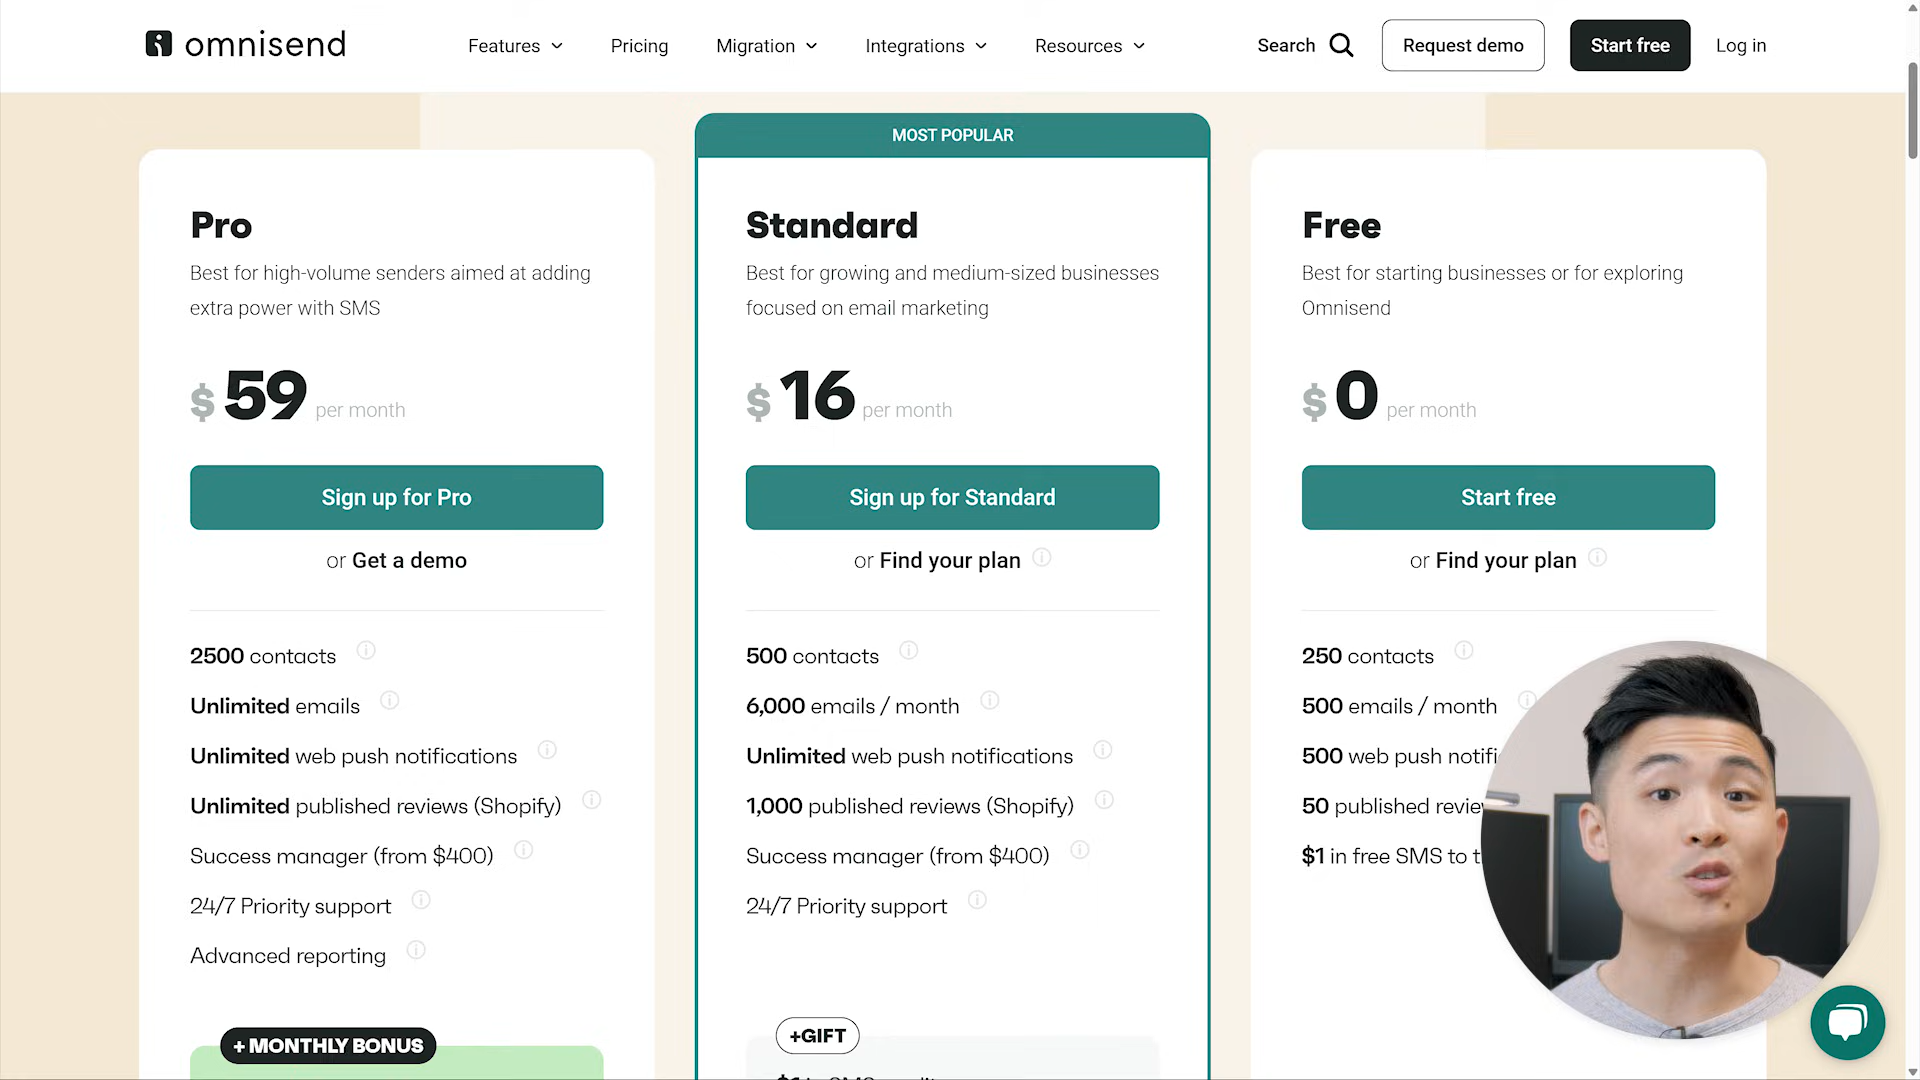 omnisend
Features
Pricing
Migration
Integrations
Resources
Search
Request demo
Start free
Log in
MOST POPULAR
Pro
Best for high-volume senders aimed at adding
extra power with SMS
$ 59 per month
Sign up for Pro
or Get a demo
2500 contacts
Unlimited emails
Unlimited web push notifications
Unlimited published reviews (Shopify)
Success manager (from $400)
24/7 Priority support
Advanced reporting
+ MONTHLY BONUS
Standard
Best for growing and medium-sized businesses
focused on email marketing
$ 16 per month
Sign up for Standard
or Find your plan
500 contacts
6,000 emails / month
Unlimited web push notifications
1,000 published reviews (Shopify)
Success manager (from $400)
24/7 Priority support
+GIFT
Free
Best for starting businesses or for exploring
Omnisend
$ 0 per month
Start free
or Find your plan
250 contacts
500 emails / month
500 web push
50 published
$1 in free SMS to